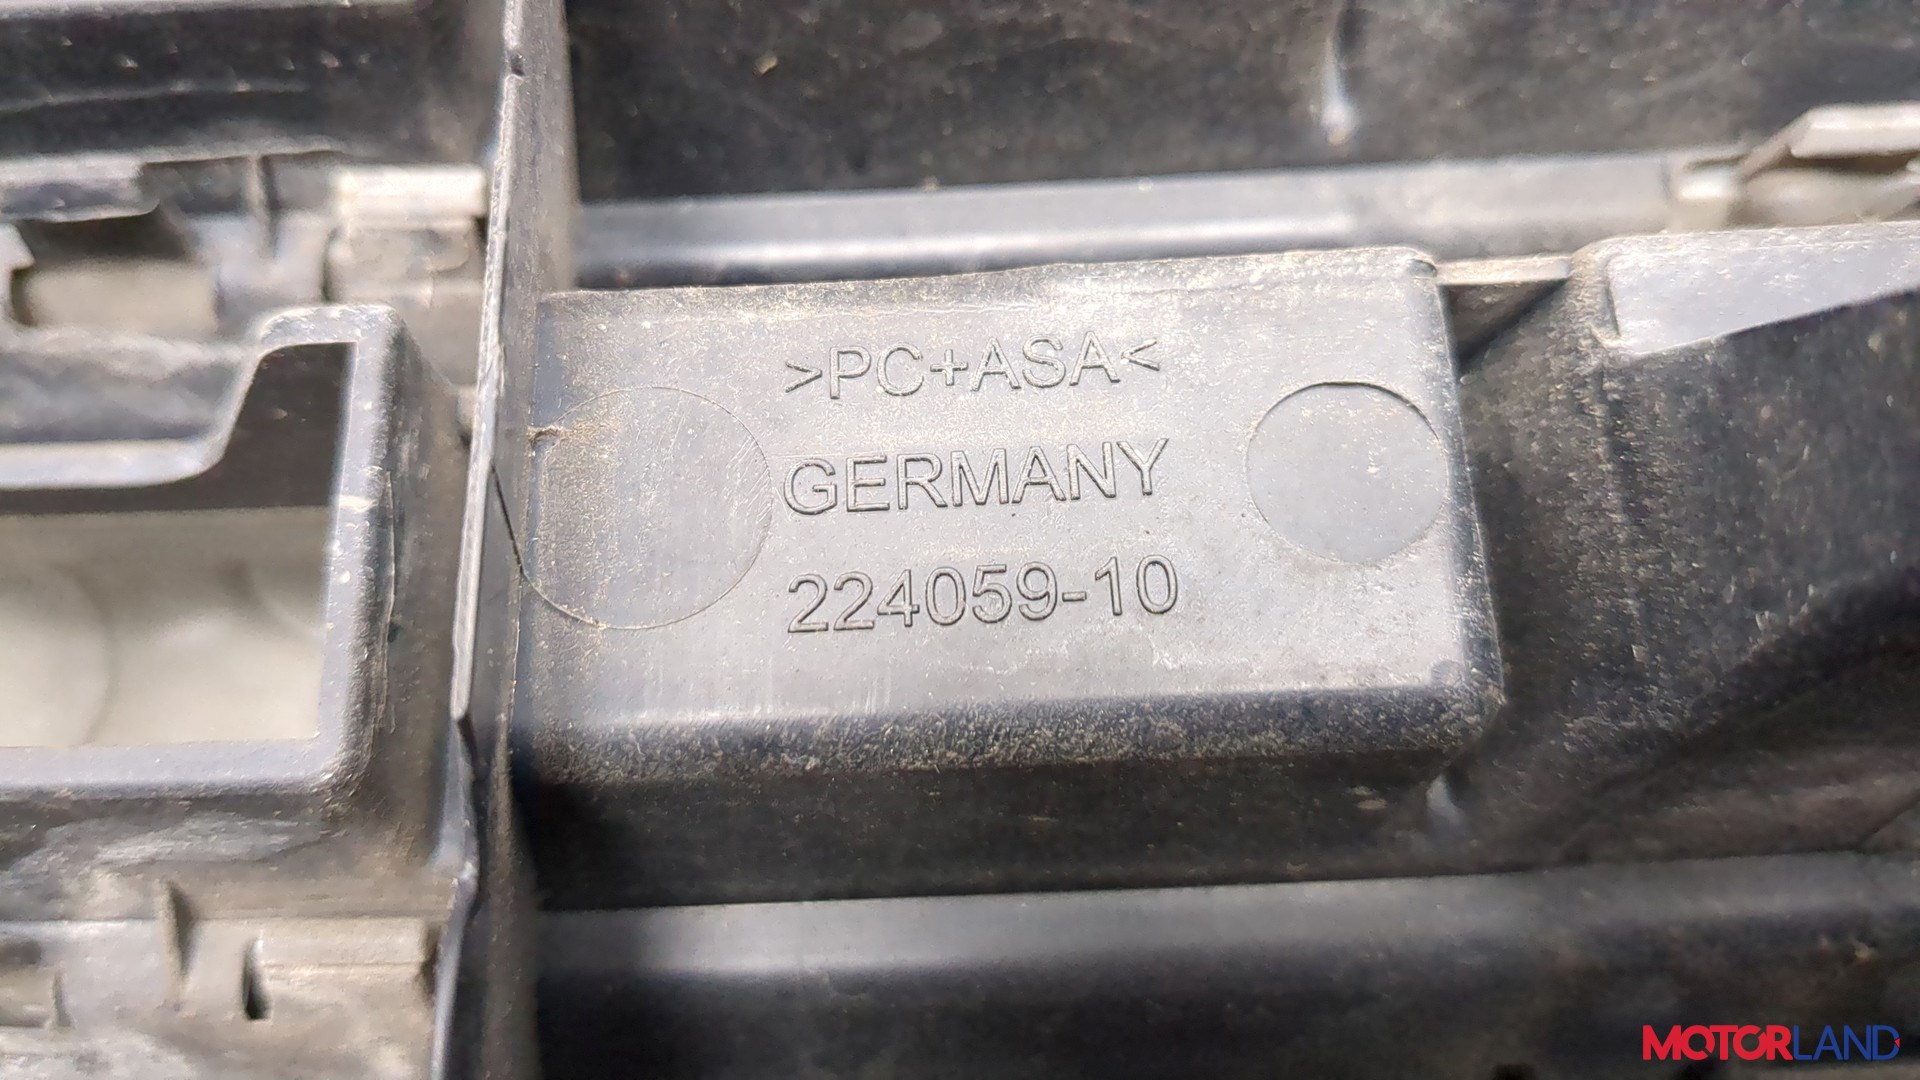 >PC+ASA<
GERMANY
224059-10
MOTORLAND